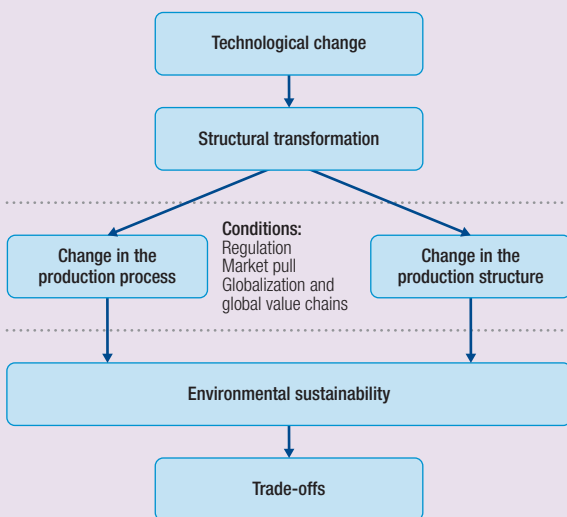 Technological change
Structural transformation
Conditions:
Regulation
Market pull
Globalization and
global value chains
Change in the
production process
Change in the
production structure
Environmental sustainability
Trade-offs